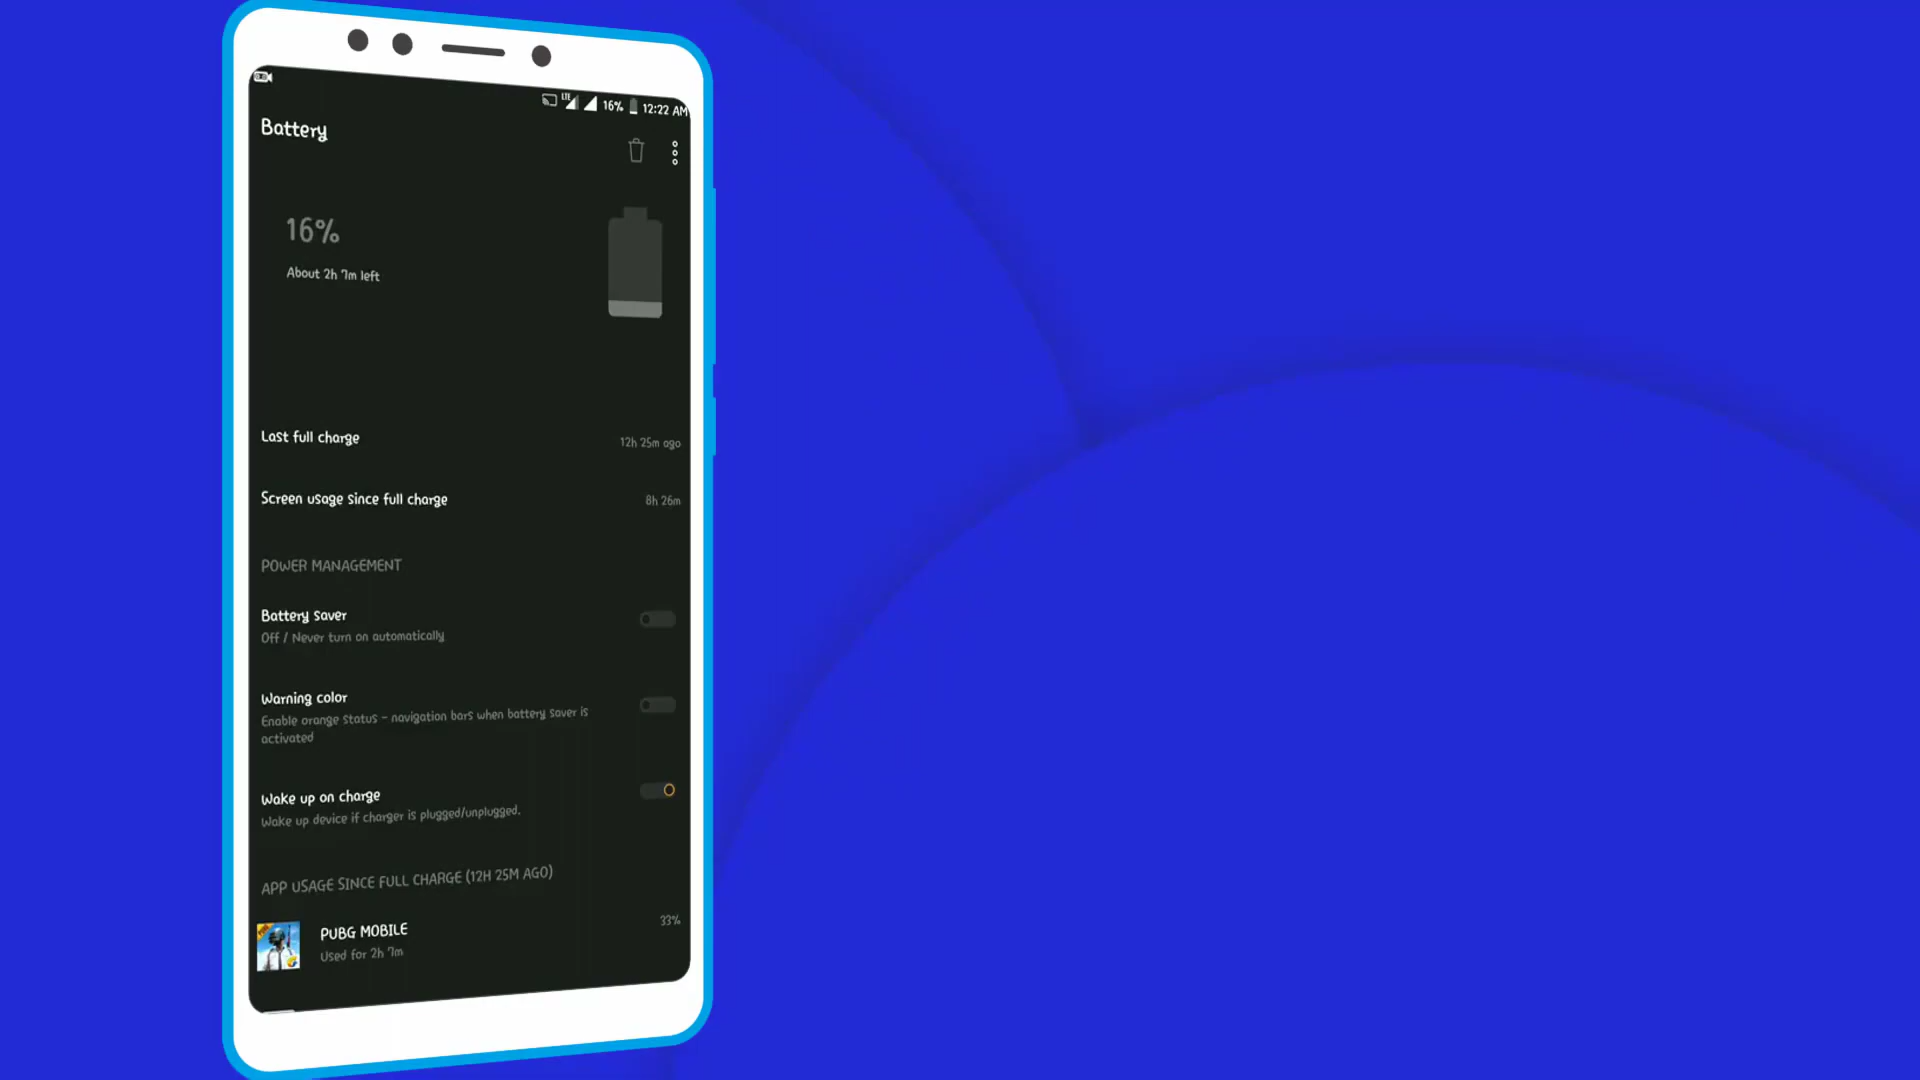 LTE 16% 12:22 AM
Battery
16%
About 2h 7m left
Last full charge 12h 25m ago
Screen usage since full charge 8h 26m
POWER MANAGEMENT
Battery saver
Off / Never turn on automatically
Warning color
Enable orange status – navigation bars when battery saver is
activated
Wake up on charge
Wake up device if charger is plugged/unplugged.
APP USAGE SINCE FULL CHARGE (12H 25M AGO)
PUBG MOBILE 33%
Used for 2h 7m